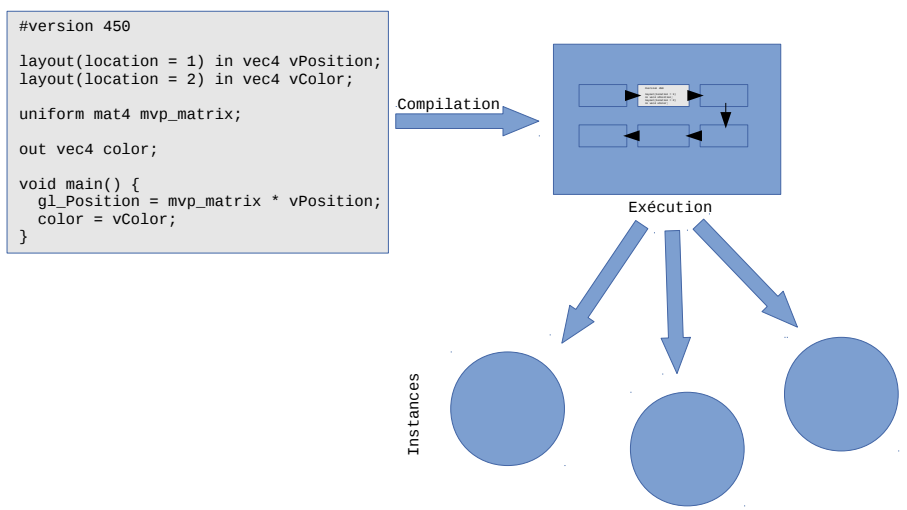 #version 450
layout(location = 1) in vec4 vPosition;
layout(location = 2) in vec4 vColor;
uniform mat4 mvp_matrix;
out vec4 color;
void main() {
gl_Position = mvp_matrix * vPosition;
color = vColor;
}
Compilation
Exécution
Instances